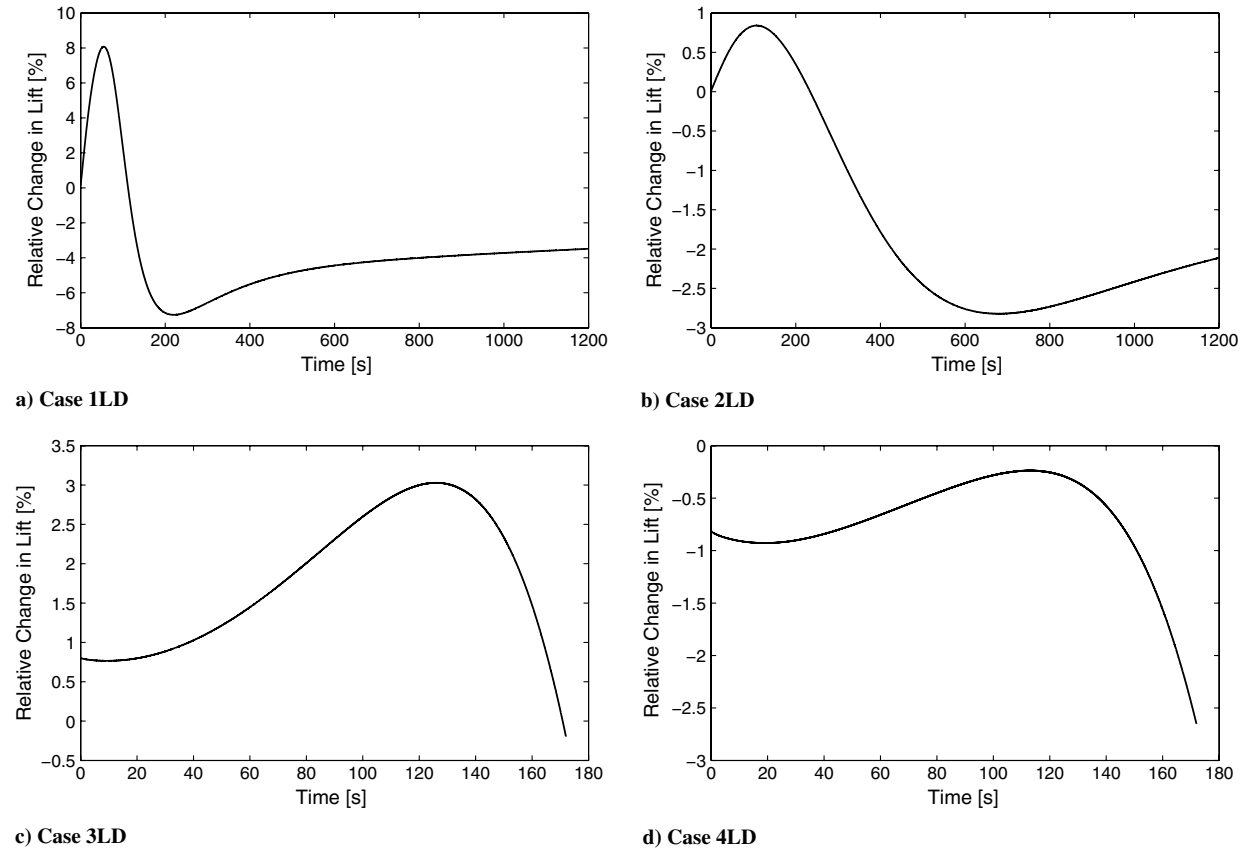 10
8
6
4
2
0
−2
−4
−6
−8
0 200 400 600 800 1000 1200
Relative Change in Lift [%]
Time [s]
a) Case 1LD
1
0.5
0
−0.5
−1
−1.5
−2
−2.5
−3
0 200 400 600 800 1000 1200
Relative Change in Lift [%]
Time [s]
b) Case 2LD
3.5
3
2.5
2
1.5
1
0.5
0
−0.5
0 20 40 60 80 100 120 140 160 180
Relative Change in Lift [%]
Time [s]
c) Case 3LD
0
−0.5
−1
−1.5
−2
−2.5
−3
0 20 40 60 80 100 120 140 160 180
Relative Change in Lift [%]
Time [s]
d) Case 4LD